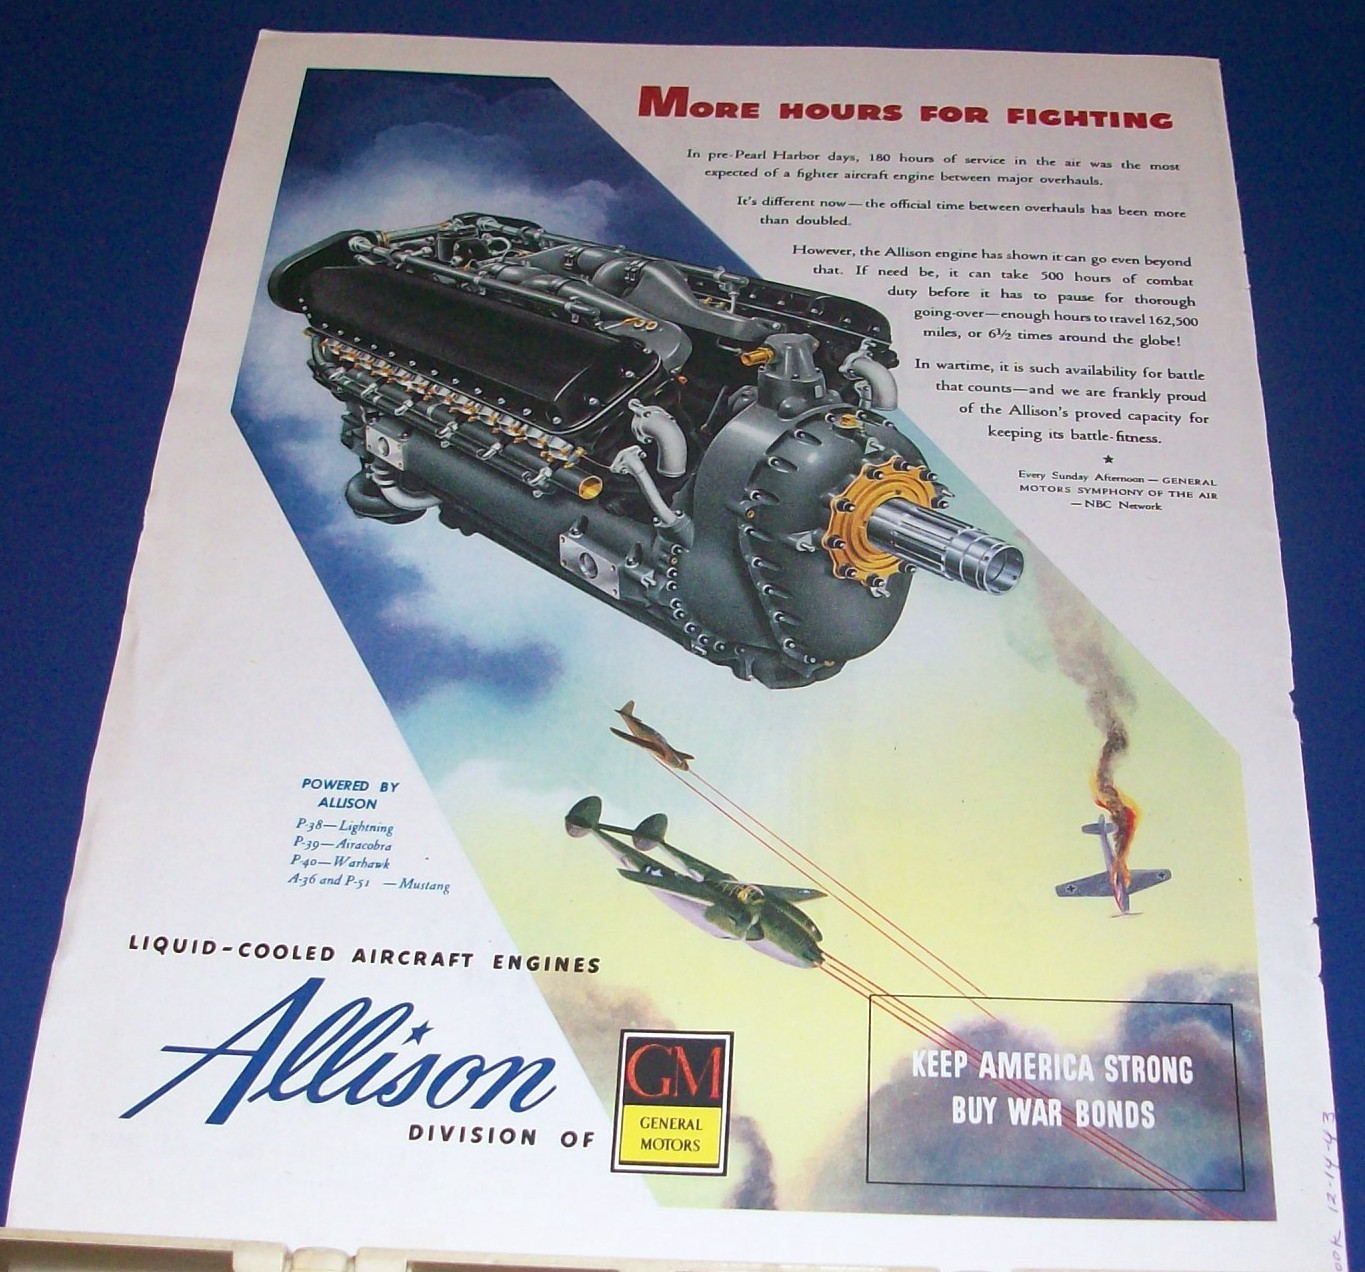 MORE HOURS FOR FIGHTING
In pre-Pearl Harbor days, 180 hours of service in the air was the most
expected of a fighter aircraft engine between major overhauls.
It's different now—the official time between overhauls has been more
than doubled.
However, the Allison engine has shown it can go even beyond
that. If need be, it can take 500 hours of combat
duty before it has to pause for thorough
going-over—enough hours to travel 162,500
miles, or 6½ times around the globe!
In wartime, it is such availability for battle
that counts—and we are frankly proud
of the Allison's proved capacity for
keeping its battle-fitness.
★
Every Sunday Afternoon — GENERAL
MOTORS SYMPHONY OF THE AIR
—NBC Network
POWERED BY
ALLISON
P-38—Lightning
P-39—Airacobra
P-40—Warhawk
A-36 and P-51 —Mustang
LIQUID-COOLED AIRCRAFT ENGINES
Allison
DIVISION OF
GM
GENERAL
MOTORS
KEEP AMERICA STRONG
BUY WAR BONDS
12-14-43